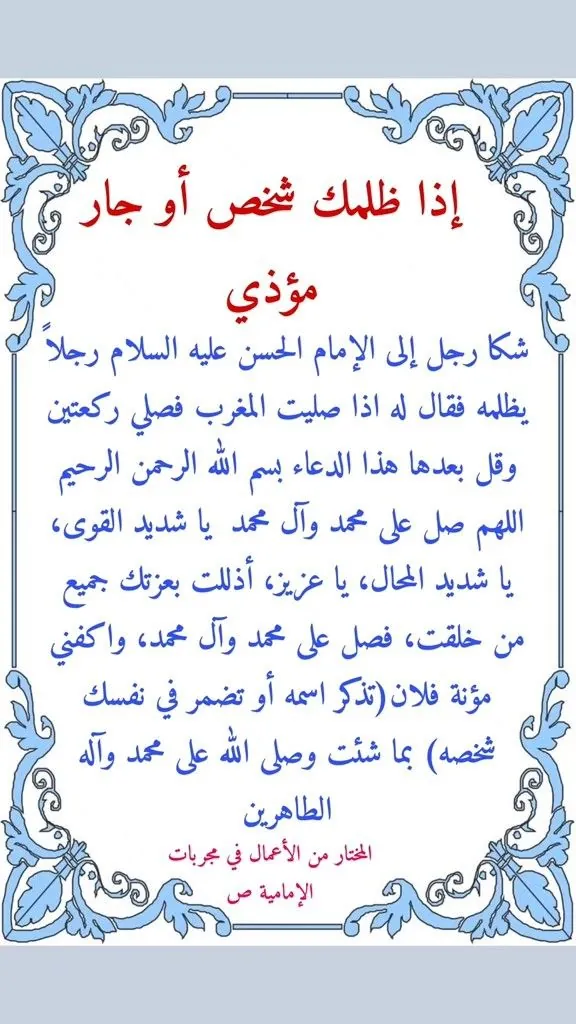 إذا ظلمك شخص أو جار
مؤذي
شكا رجل إلى الإمام الحسن عليه السلام رجلاً
يظلمه فقال له اذا صليت المغرب فصلي ركعتين
وقل بعدها هذا الدعاء بسم الله الرحمن الرحيم
اللهم صل على محمد وآل محمد يا شديد القوى،
يا شديد المحال، يا عزيز، أذللت بعزتك جميع
من خلقت، فصل على محمد وآل محمد، واكفني
مؤنة فلان(تذكر اسمه أو تضمر في نفسك
شخصه) بما شئت وصلى الله على محمد وآله
الطاهرين
المختار من الأعمال في مجربات
الإمامية ص